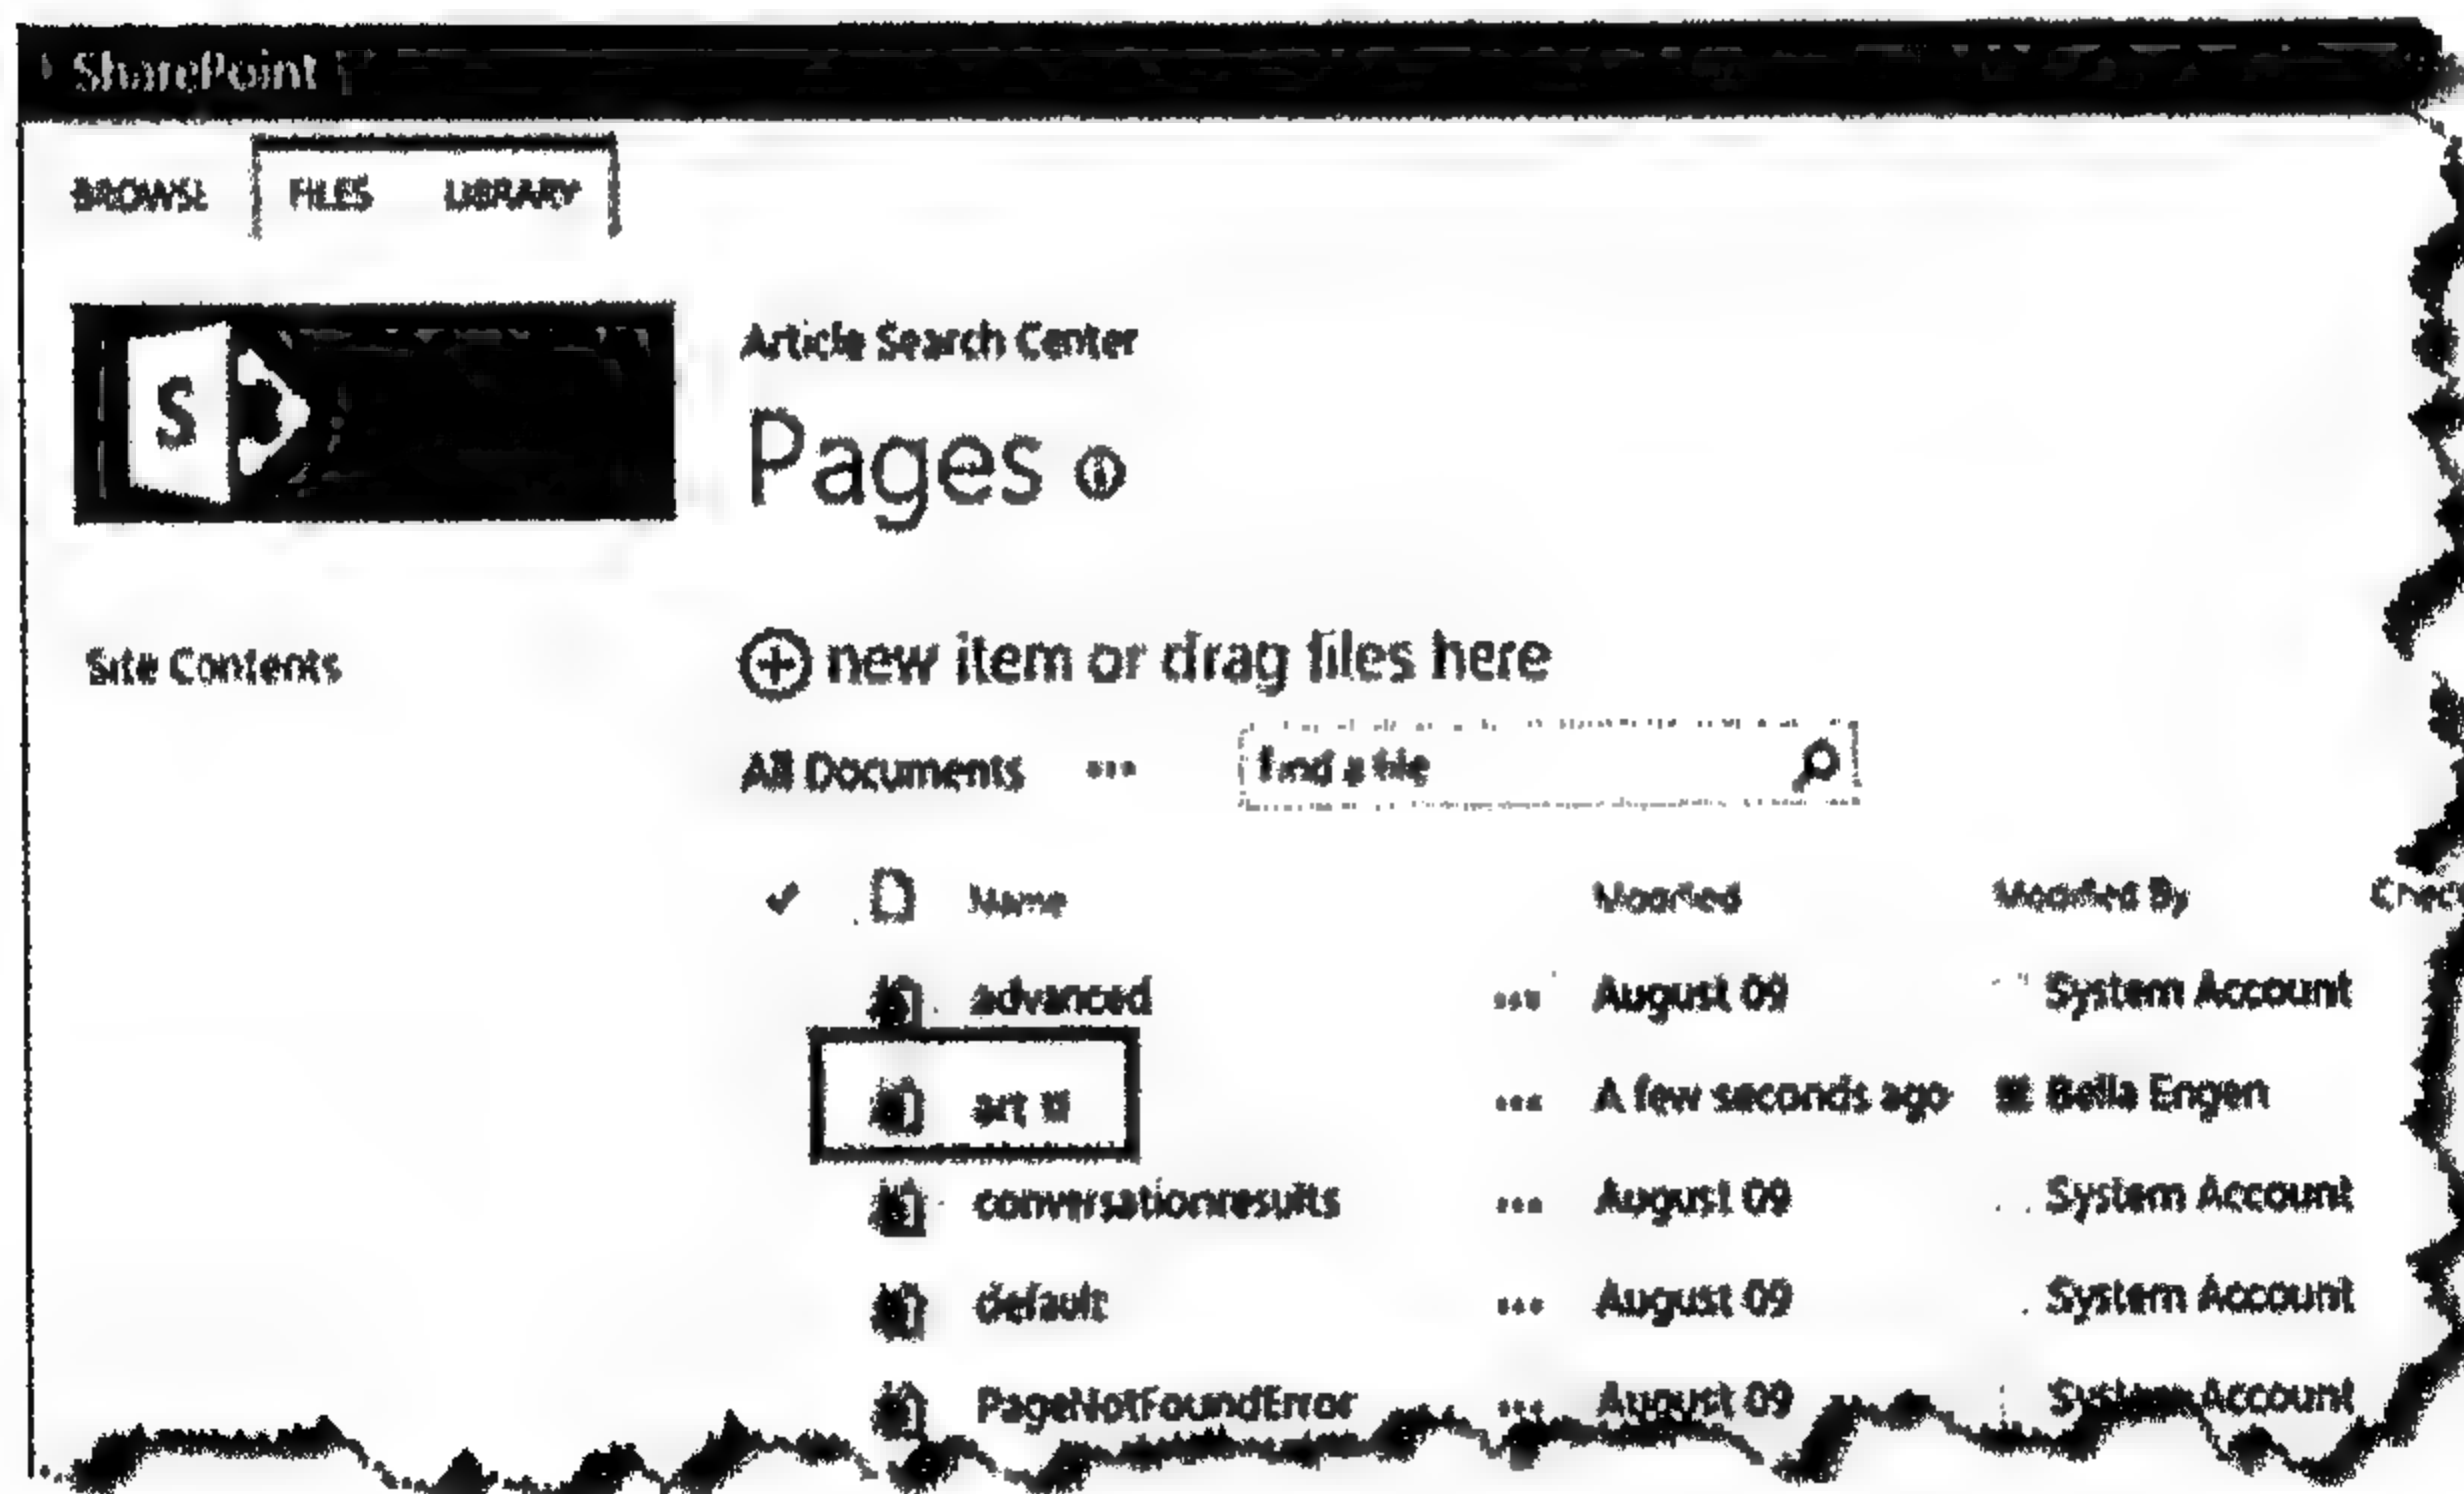 SharePoint
BROWSE FILES LIBRARY
S
Article Search Center
Pages
Site Contents
new item or drag files here
All Documents ... find a file
Name Modified Modified By
advanced ... August 09 System Account
... A few seconds ago Bella Engen
conversationresults ... August 09 System Account
default ... August 09 System Account
PageNotFoundError ... August 09 System Account